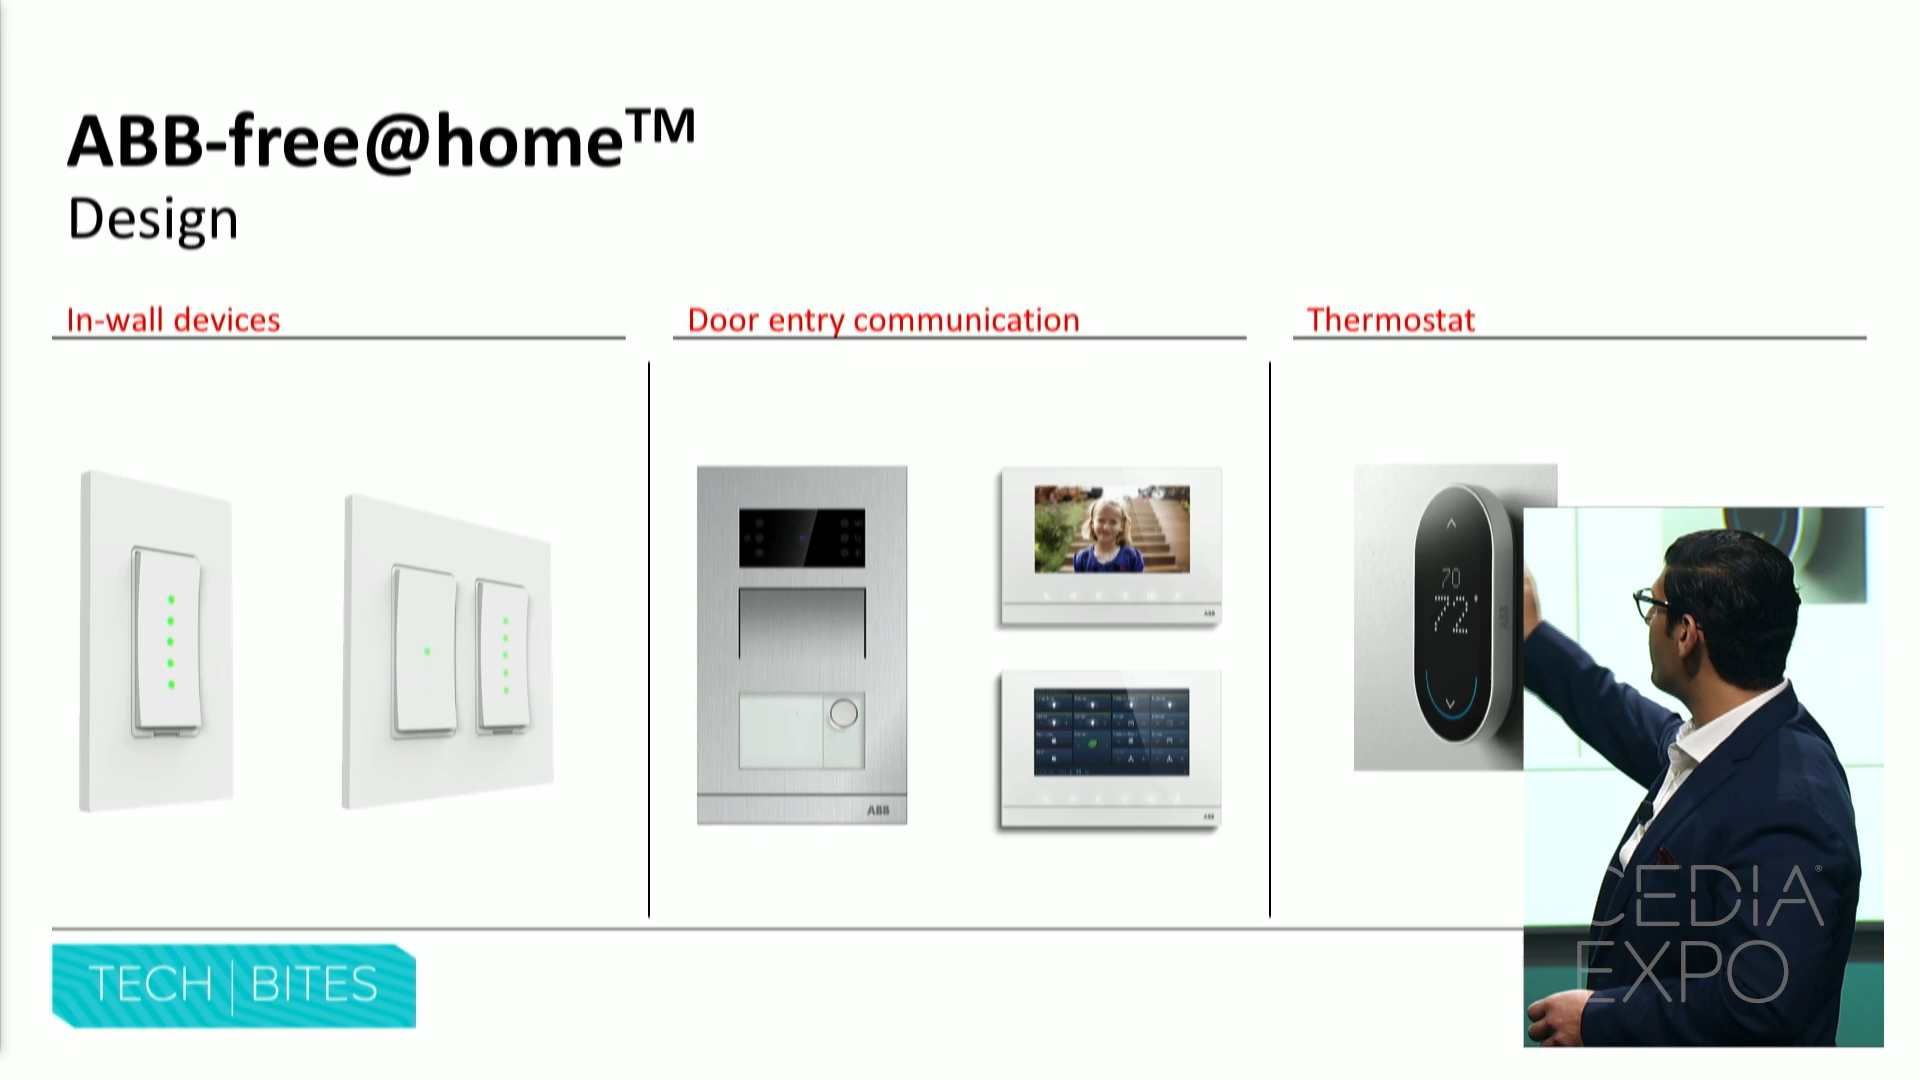 ABB-free@home™
Design
In-wall devices
Door entry communication
Thermostat
70
72°
ABB
ABB
ABB
ABB
TECH | BITES
CEDIA®
EXPO